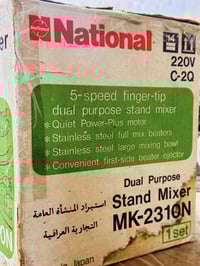 National
220V
C-2Q
5-speed finger-tip
dual purpose stand mixer
* Quiet Power-Plus motor
* Stainless steel full mix beaters
* Stainless steel large mixing bowl
* Convenient first-side beater ejector
Dual Purpose
Stand Mixer
MK-2310N
1set
استيراد المنشأة العامة
التجارية العراقية
in Japan